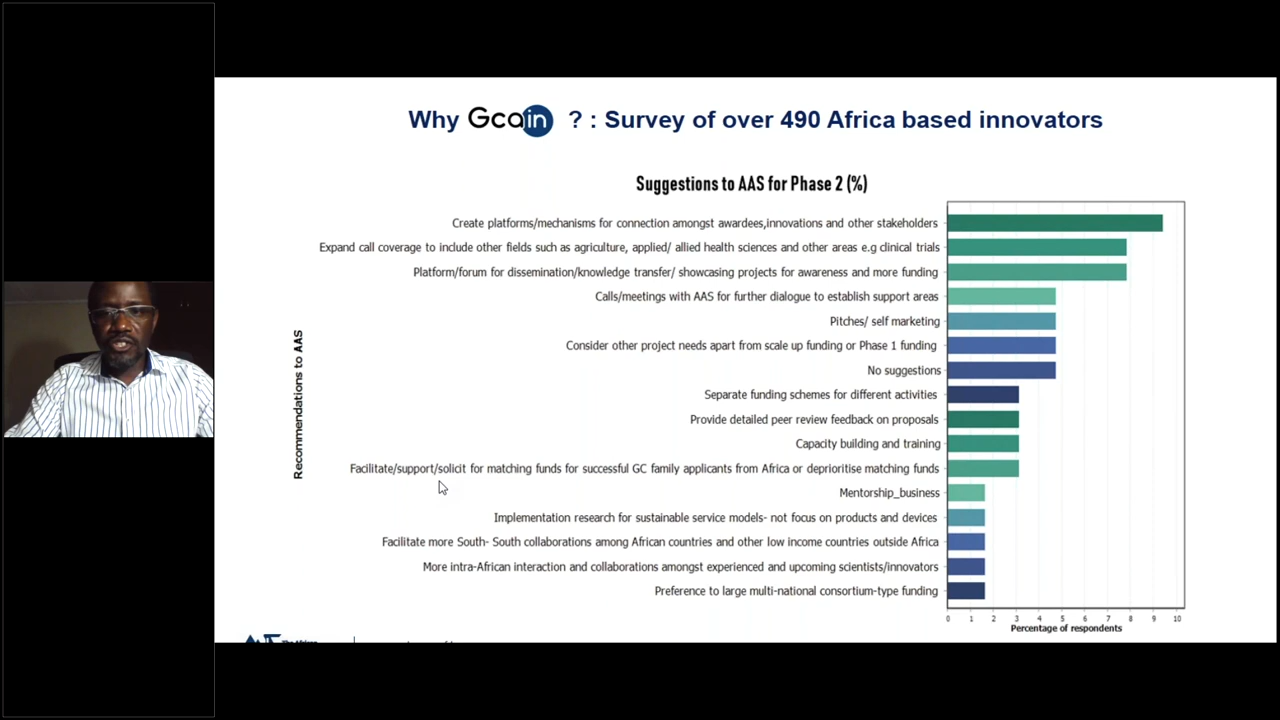 Why Gcain ? : Survey of over 490 Africa based innovators
Suggestions to AAS for Phase 2 (%)
Recommendations to AAS
Create platforms/mechanisms for connection amongst awardees,innovations and other stakeholders
Expand call coverage to include other fields such as agriculture, applied/ allied health sciences and other areas e.g clinical trials
Platform/forum for dissemination/knowledge transfer/ showcasing projects for awareness and more funding
Calls/meetings with AAS for further dialogue to establish support areas
Pitches/ self marketing
Consider other project needs apart from scale up funding or Phase 1 funding
No suggestions
Separate funding schemes for different activities
Provide detailed peer review feedback on proposals
Capacity building and training
Facilitate/support/solicit for matching funds for successful GC family applicants from Africa or deprioritise matching funds
Mentorship_business
Implementation research for sustainable service models- not focus on products and devices
Facilitate more South- South collaborations among African countries and other low income countries outside Africa
More intra-African interaction and collaborations amongst experienced and upcoming scientists/innovators
Preference to large multi-national consortium-type funding
0 1 2 3 4 5 6 7 8 9 10
Percentage of respondents